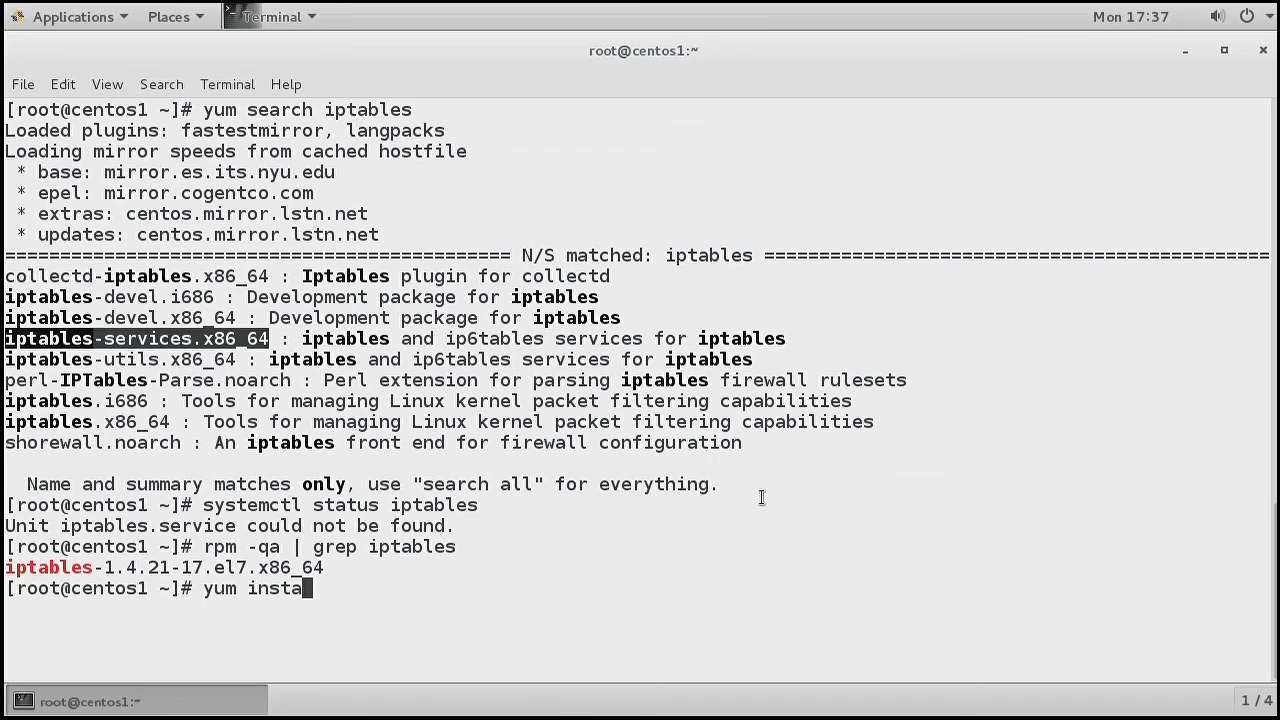 Applications Places Terminal Mon 17:37
root@centos1:~
File Edit View Search Terminal Help
[root@centos1 ~]# yum search iptables
Loaded plugins: fastestmirror, langpacks
Loading mirror speeds from cached hostfile
 * base: mirror.es.its.nyu.edu
 * epel: mirror.cogentco.com
 * extras: centos.mirror.lstn.net
 * updates: centos.mirror.lstn.net
============================================== N/S matched: iptables ==============================================
collectd-iptables.x86_64 : Iptables plugin for collectd
iptables-devel.i686 : Development package for iptables
iptables-devel.x86_64 : Development package for iptables
iptables-services.x86_64 : iptables and ip6tables services for iptables
iptables-utils.x86_64 : iptables and ip6tables services for iptables
perl-IPTables-Parse.noarch : Perl extension for parsing iptables firewall rulesets
iptables.i686 : Tools for managing Linux kernel packet filtering capabilities
iptables.x86_64 : Tools for managing Linux kernel packet filtering capabilities
shorewall.noarch : An iptables front end for firewall configuration
  Name and summary matches only, use "search all" for everything.
[root@centos1 ~]# systemctl status iptables
Unit iptables.service could not be found.
[root@centos1 ~]# rpm -qa | grep iptables
iptables-1.4.21-17.el7.x86_64
[root@centos1 ~]# yum insta
root@centos1:~ 1 / 4